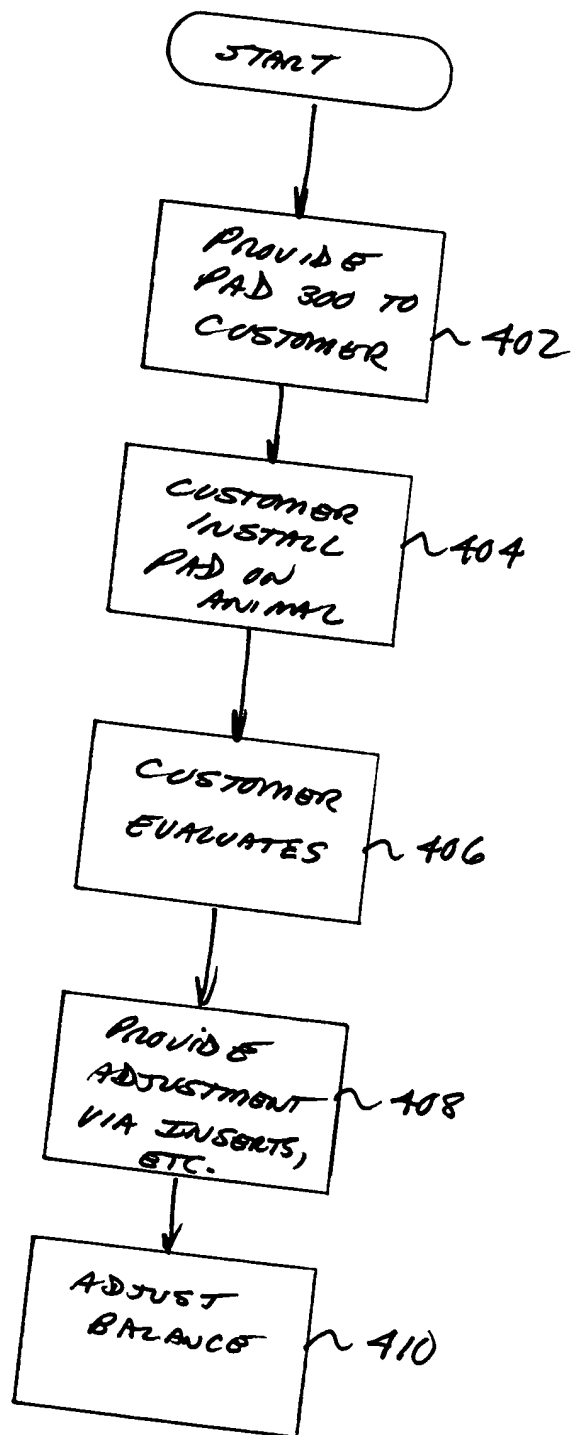 START
PROVIDE
PAD 300 TO
CUSTOMER
402
CUSTOMER
INSTALL
PAD ON
ANIMAL
404
CUSTOMER
EVALUATES
406
PROVIDE
ADJUSTMENT
VIA INSERTS,
ETC.
408
ADJUST
BALANCE
410